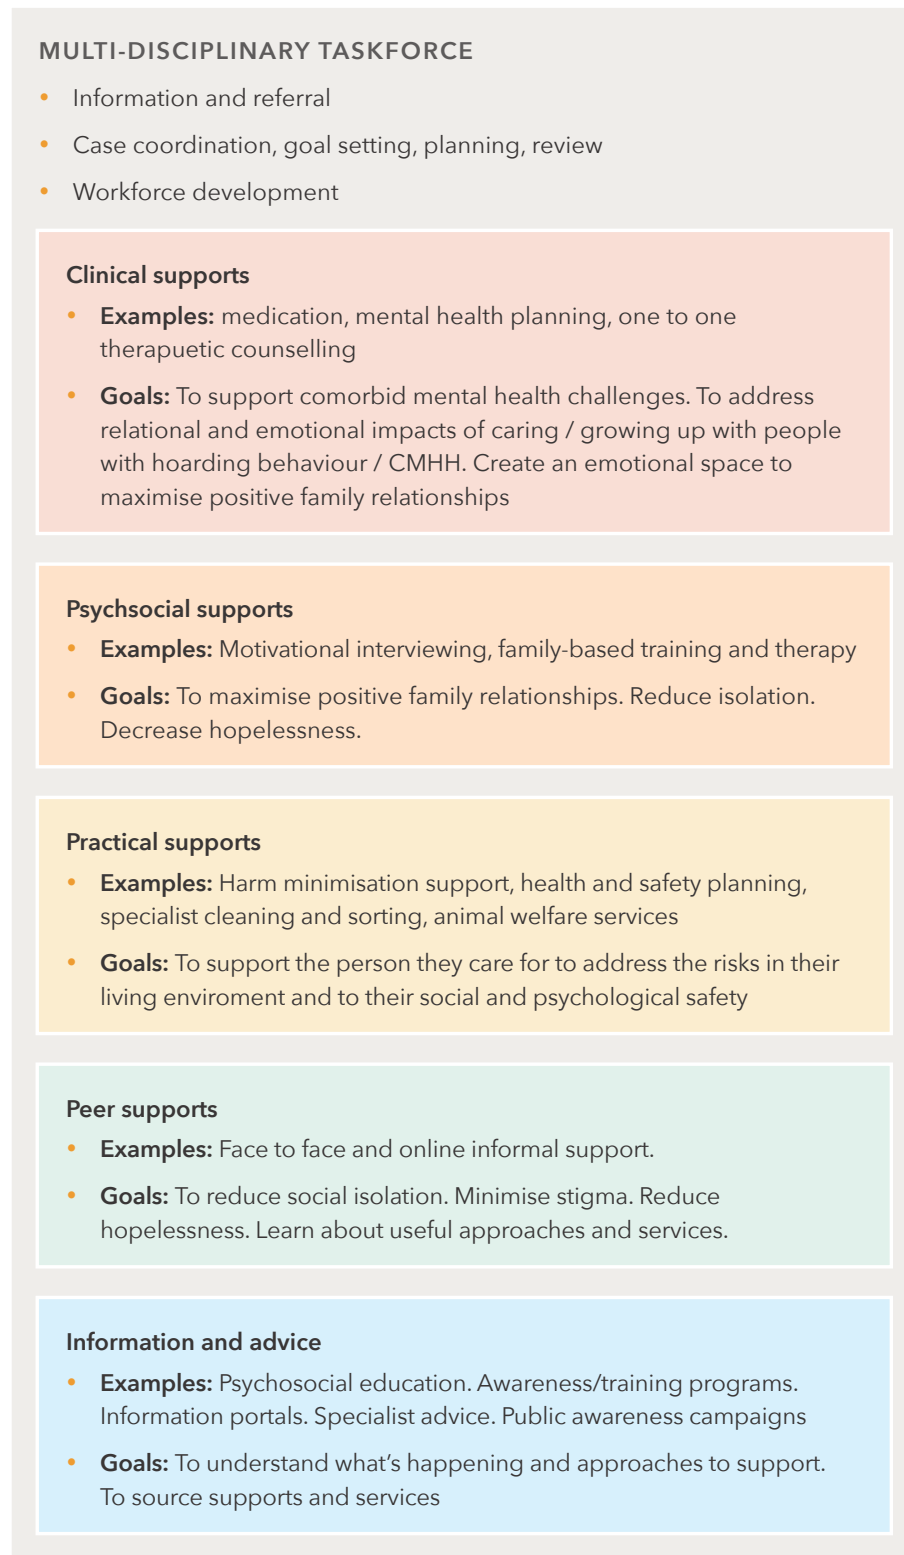 MULTI-DISCIPLINARY TASKFORCE
• Information and referral
• Case coordination, goal setting, planning, review
• Workforce development
Clinical supports
• Examples: medication, mental health planning, one to one
therapuetic counselling
• Goals: To support comorbid mental health challenges. To address
relational and emotional impacts of caring / growing up with people
with hoarding behaviour / CMHH. Create an emotional space to
maximise positive family relationships
Psychsocial supports
• Examples: Motivational interviewing, family-based training and therapy
• Goals: To maximise positive family relationships. Reduce isolation.
Decrease hopelessness.
Practical supports
• Examples: Harm minimisation support, health and safety planning,
specialist cleaning and sorting, animal welfare services
• Goals: To support the person they care for to address the risks in their
living enviroment and to their social and psychological safety
Peer supports
• Examples: Face to face and online informal support.
• Goals: To reduce social isolation. Minimise stigma. Reduce
hopelessness. Learn about useful approaches and services.
Information and advice
• Examples: Psychosocial education. Awareness/training programs.
Information portals. Specialist advice. Public awareness campaigns
• Goals: To understand what’s happening and approaches to support.
To source supports and services